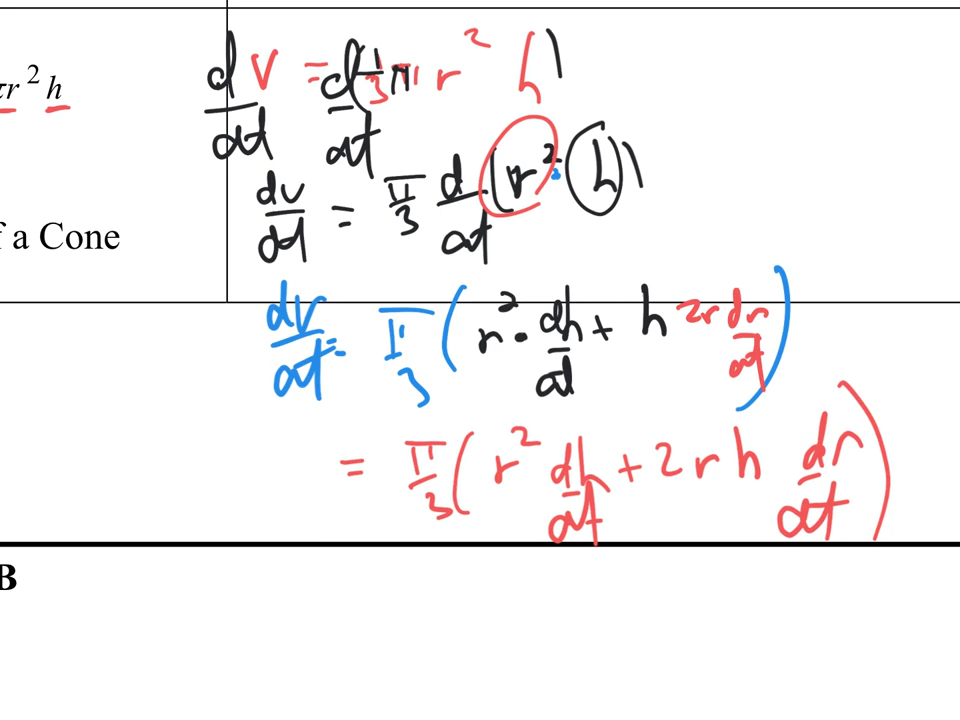 πr² h
dV/dt = d/dt (1/3 π r² h)
dv/dt = π/3 d/dt (r² (h))
f a Cone
dv/dt = π/3 (r² · dh/dt + h 2r dr/dt)
= π/3 (r² dh/dt + 2rh dr/dt)
B